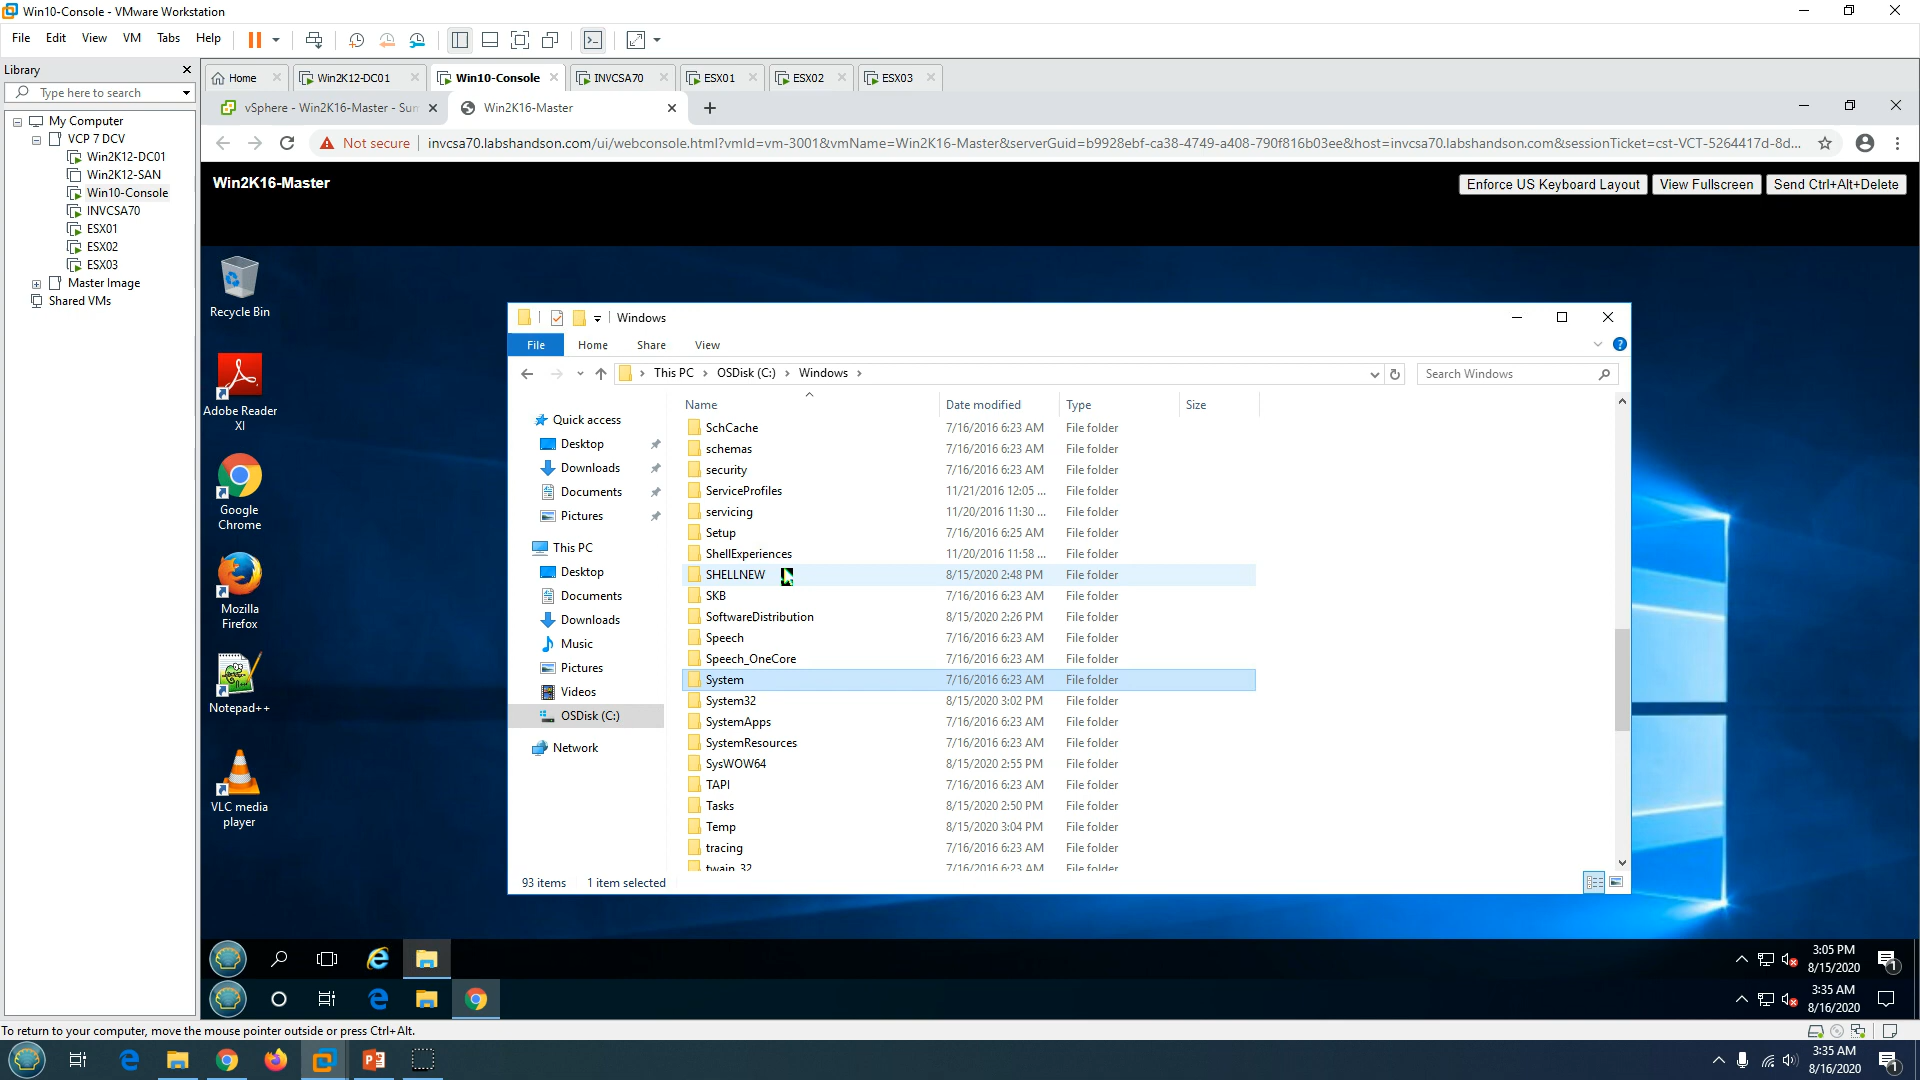 Win10-Console - VMware Workstation
File Edit View VM Tabs Help
Library
Type here to search
My Computer
VCP 7 DCV
Win2K12-DC01
Win2K12-SAN
Win10-Console
INVCSA70
ESX01
ESX02
ESX03
Master Image
Shared VMs
Home Win2K12-DC01 Win10-Console INVCSA70 ESX01 ESX02 ESX03
vSphere - Win2K16-Master - Sum Win2K16-Master
Not secure invcsa70.labshandson.com/ui/webconsole.html?vmId=vm-3001&vmName=Win2K16-Master&serverGuid=b9928ebf-ca38-4749-a408-790f816b03ee&host=invcsa70.labshandson.com&sessionTicket=cst-VCT-5264417d-8d...
Win2K16-Master
Enforce US Keyboard Layout View Fullscreen Send Ctrl+Alt+Delete
Recycle Bin
Adobe Reader
XI
Google
Chrome
Mozilla
Firefox
Notepad++
VLC media
player
Windows
File Home Share View
This PC OSDisk (C:) Windows
Search Windows
Quick access
Desktop
Downloads
Documents
Pictures
This PC
Desktop
Documents
Downloads
Music
Pictures
Videos
OSDisk (C:)
Network
Name Date modified Type Size
SchCache 7/16/2016 6:23 AM File folder
schemas 7/16/2016 6:23 AM File folder
security 7/16/2016 6:23 AM File folder
ServiceProfiles 11/21/2016 12:05 ... File folder
servicing 11/20/2016 11:30 ... File folder
Setup 7/16/2016 6:25 AM File folder
ShellExperiences 11/20/2016 11:58 ... File folder
SHELLNEW 8/15/2020 2:48 PM File folder
SKB 7/16/2016 6:23 AM File folder
SoftwareDistribution 8/15/2020 2:26 PM File folder
Speech 7/16/2016 6:23 AM File folder
Speech_OneCore 7/16/2016 6:23 AM File folder
System 7/16/2016 6:23 AM File folder
System32 8/15/2020 3:02 PM File folder
SystemApps 7/16/2016 6:23 AM File folder
SystemResources 7/16/2016 6:23 AM File folder
SysWOW64 8/15/2020 2:55 PM File folder
TAPI 7/16/2016 6:23 AM File folder
Tasks 8/15/2020 2:50 PM File folder
Temp 8/15/2020 3:04 PM File folder
tracing 7/16/2016 6:23 AM File folder
twain_32 7/16/2016 6:23 AM File folder
93 items 1 item selected
3:05 PM
8/15/2020
1
3:35 AM
8/16/2020
To return to your computer, move the mouse pointer outside or press Ctrl+Alt.
3:35 AM
8/16/2020
1